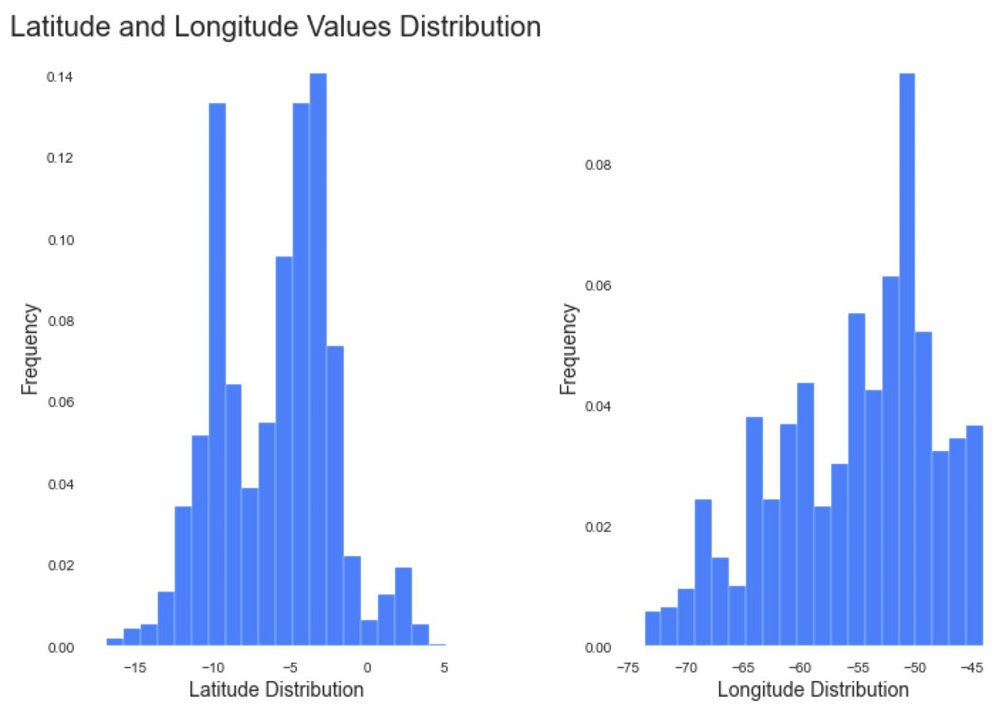 Latitude and Longitude Values Distribution
Frequency
0.14
0.12
0.10
0.08
0.06
0.04
0.02
0.00
−15 −10 −5 0 5
Latitude Distribution
Frequency
0.08
0.06
0.04
0.02
0.00
−75 −70 −65 −60 −55 −50 −45
Longitude Distribution